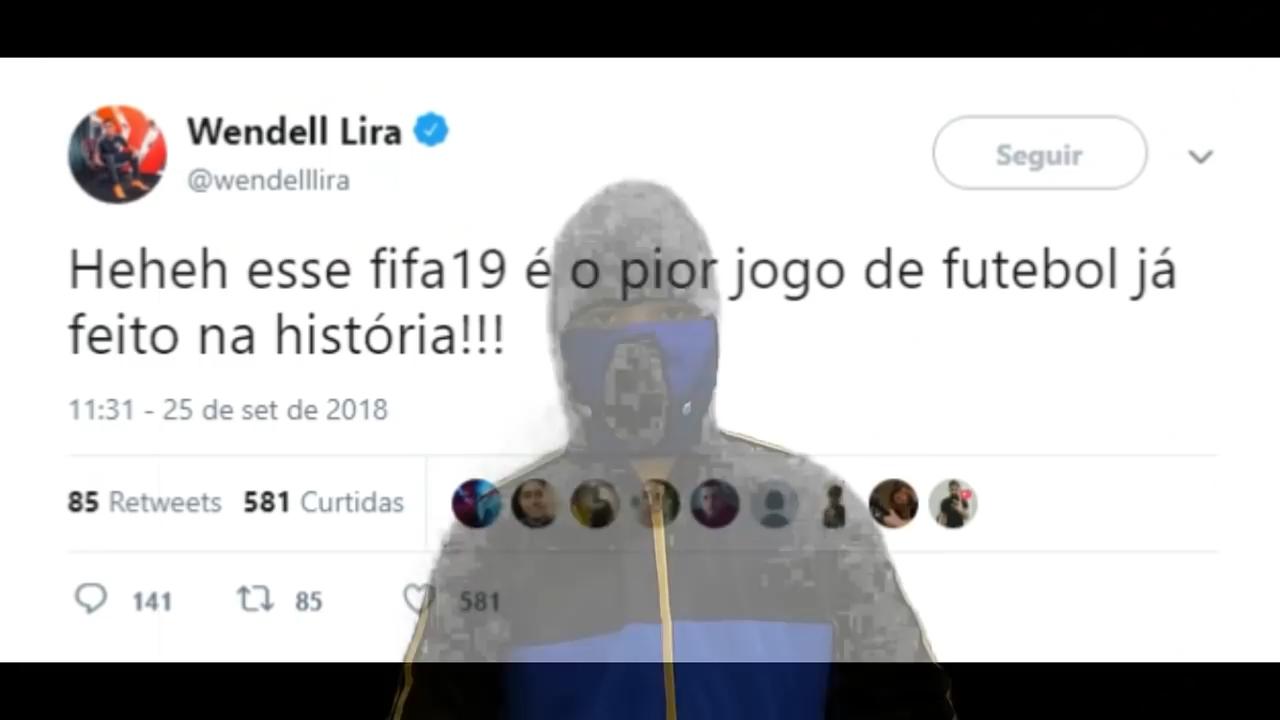 Wendell Lira
@wendelllira
Seguir
Heheh esse fifa19 é o pior jogo de futebol já
feito na história!!!
11:31 - 25 de set de 2018
85 Retweets 581 Curtidas
141 85 581